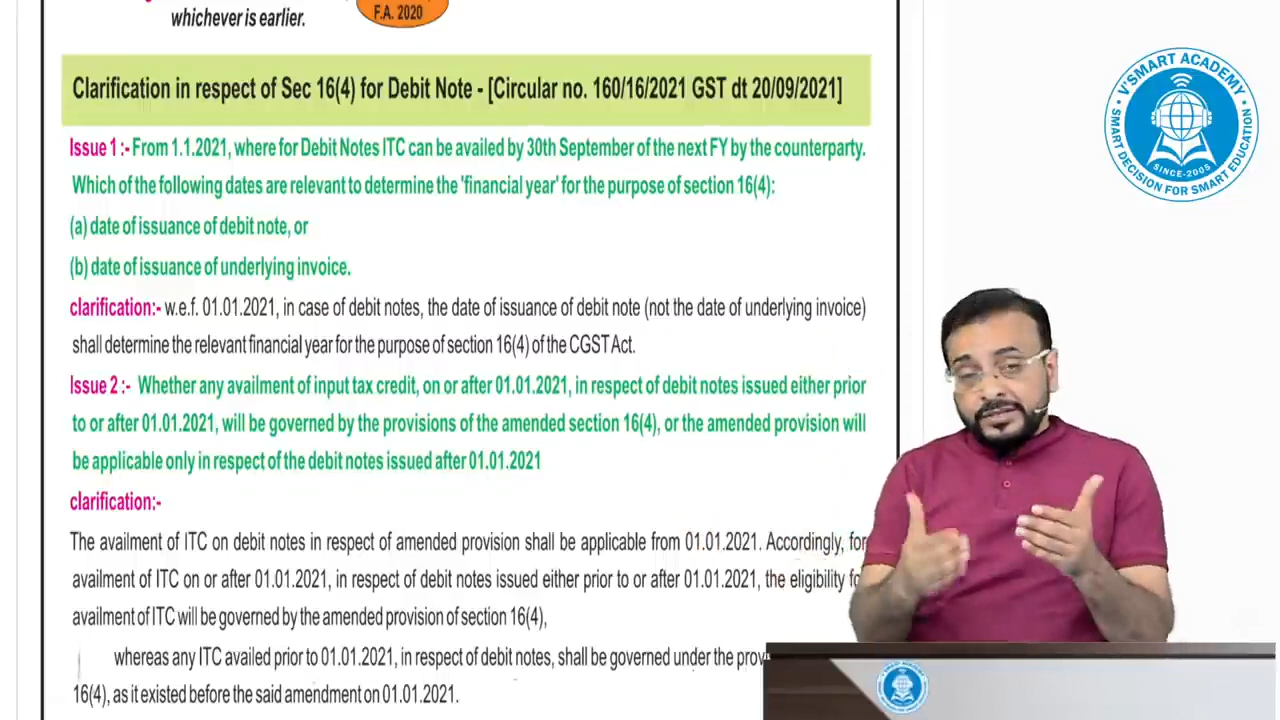 whichever is earlier.
F.A. 2020
Clarification in respect of Sec 16(4) for Debit Note - [Circular no. 160/16/2021 GST dt 20/09/2021]
Issue 1 :- From 1.1.2021, where for Debit Notes ITC can be availed by 30th September of the next FY by the counterparty.
Which of the following dates are relevant to determine the 'financial year' for the purpose of section 16(4):
(a) date of issuance of debit note, or
(b) date of issuance of underlying invoice.
clarification:- w.e.f. 01.01.2021, in case of debit notes, the date of issuance of debit note (not the date of underlying invoice)
shall determine the relevant financial year for the purpose of section 16(4) of the CGST Act.
Issue 2 :- Whether any availment of input tax credit, on or after 01.01.2021, in respect of debit notes issued either prior
to or after 01.01.2021, will be governed by the provisions of the amended section 16(4), or the amended provision will
be applicable only in respect of the debit notes issued after 01.01.2021
clarification:-
The availment of ITC on debit notes in respect of amended provision shall be applicable from 01.01.2021. Accordingly, for
availment of ITC on or after 01.01.2021, in respect of debit notes issued either prior to or after 01.01.2021, the eligibility
availment of ITC will be governed by the amended provision of section 16(4),
whereas any ITC availed prior to 01.01.2021, in respect of debit notes, shall be governed under the
16(4), as it existed before the said amendment on 01.01.2021.
V'SMART ACADEMY
SINCE-2005
SMART DECISION FOR SMART EDUCATION